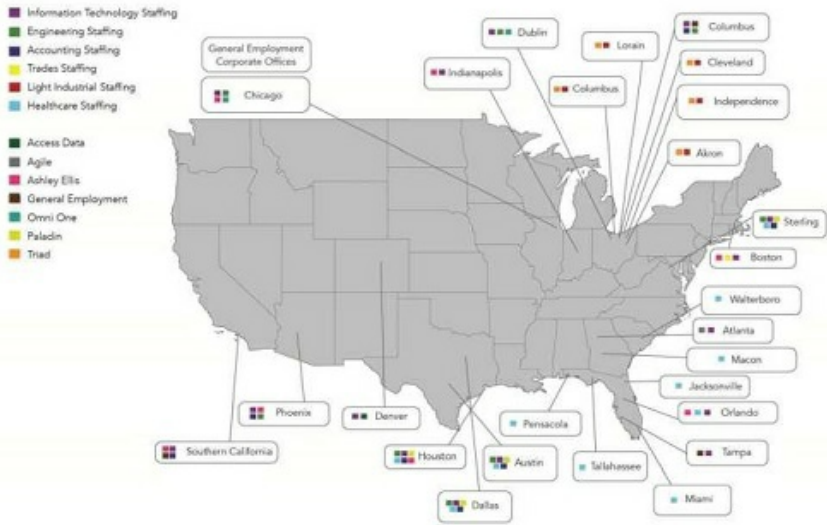 Information Technology Staffing
Engineering Staffing
Accounting Staffing
Trades Staffing
Light Industrial Staffing
Healthcare Staffing
Access Data
Agile
Ashley Ellis
General Employment
Omni One
Paladin
Triad
General Employment
Corporate Offices
Chicago
Indianapolis
Dublin
Columbus
Lorain
Columbus
Cleveland
Independence
Akron
Sterling
Boston
Walterboro
Atlanta
Macon
Jacksonville
Orlando
Tampa
Miami
Tallahassee
Pensacola
Austin
Dallas
Houston
Denver
Phoenix
Southern California